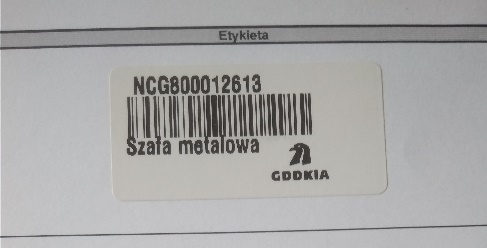 Etykieta
NCG800012613
Szafa metalowa
GDDKIA